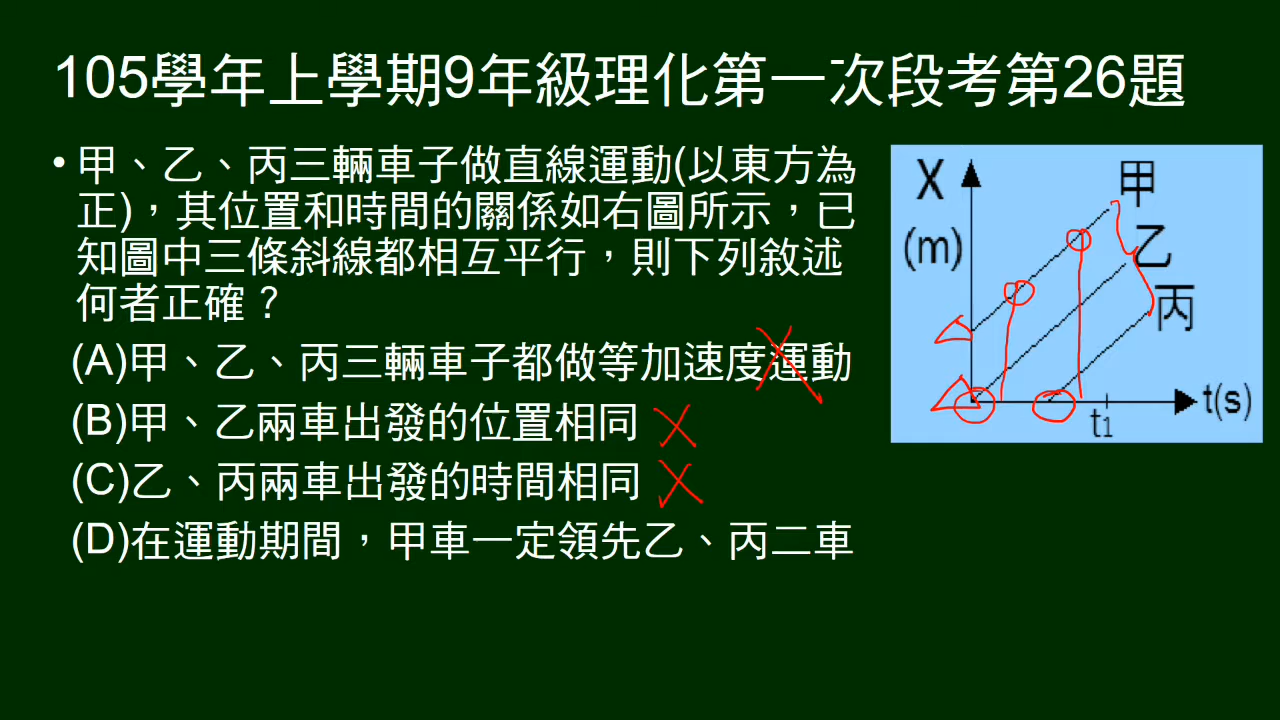 105學年上學期9年級理化第一次段考第26題
• 甲、乙、丙三輛車子做直線運動(以東方為
正)，其位置和時間的關係如右圖所示，已
知圖中三條斜線都相互平行，則下列敘述
何者正確？
(A)甲、乙、丙三輛車子都做等加速度運動
(B)甲、乙兩車出發的位置相同
(C)乙、丙兩車出發的時間相同
(D)在運動期間，甲車一定領先乙、丙二車
X
(m)
甲
乙
丙
t1
t(s)